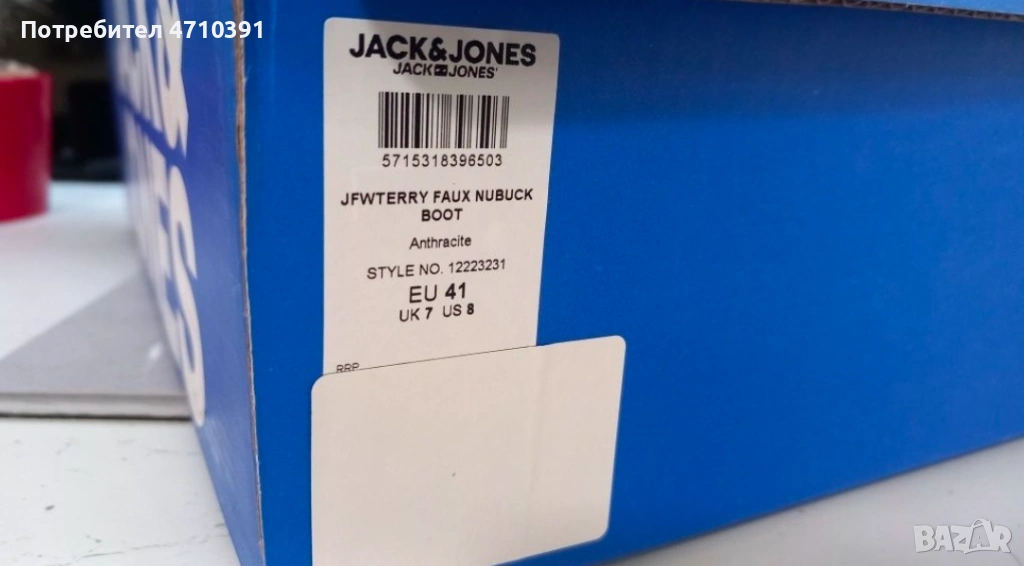 Потребител 4710391
JACK&JONES
JACK JONES
5715318396503
JFWTERRY FAUX NUBUCK
BOOT
Anthracite
STYLE NO. 12223231
EU 41
UK 7 US 8
RRP
BAZAR